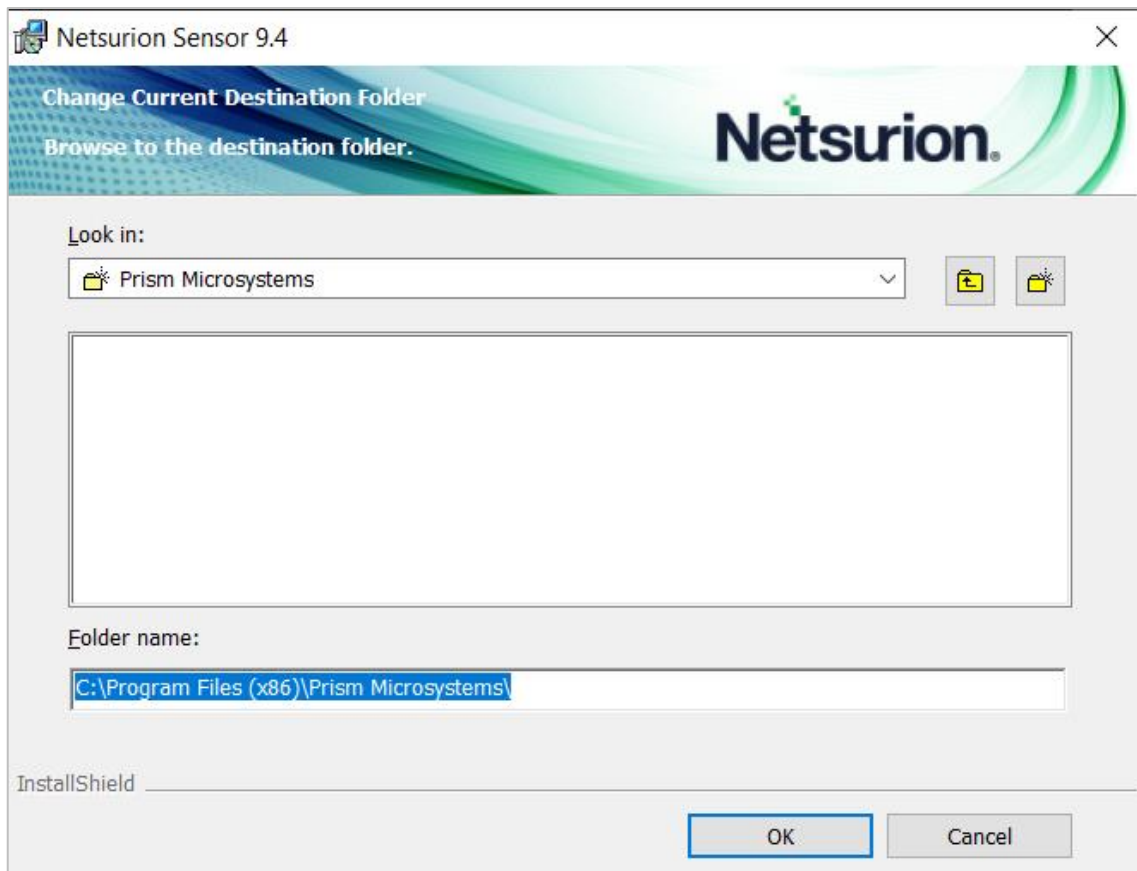 Netsurion Sensor 9.4
Change Current Destination Folder
Browse to the destination folder.
Netsurion.
Look in:
Prism Microsystems
Folder name:
C:\Program Files (x86)\Prism Microsystems\
InstallShield
OK
Cancel